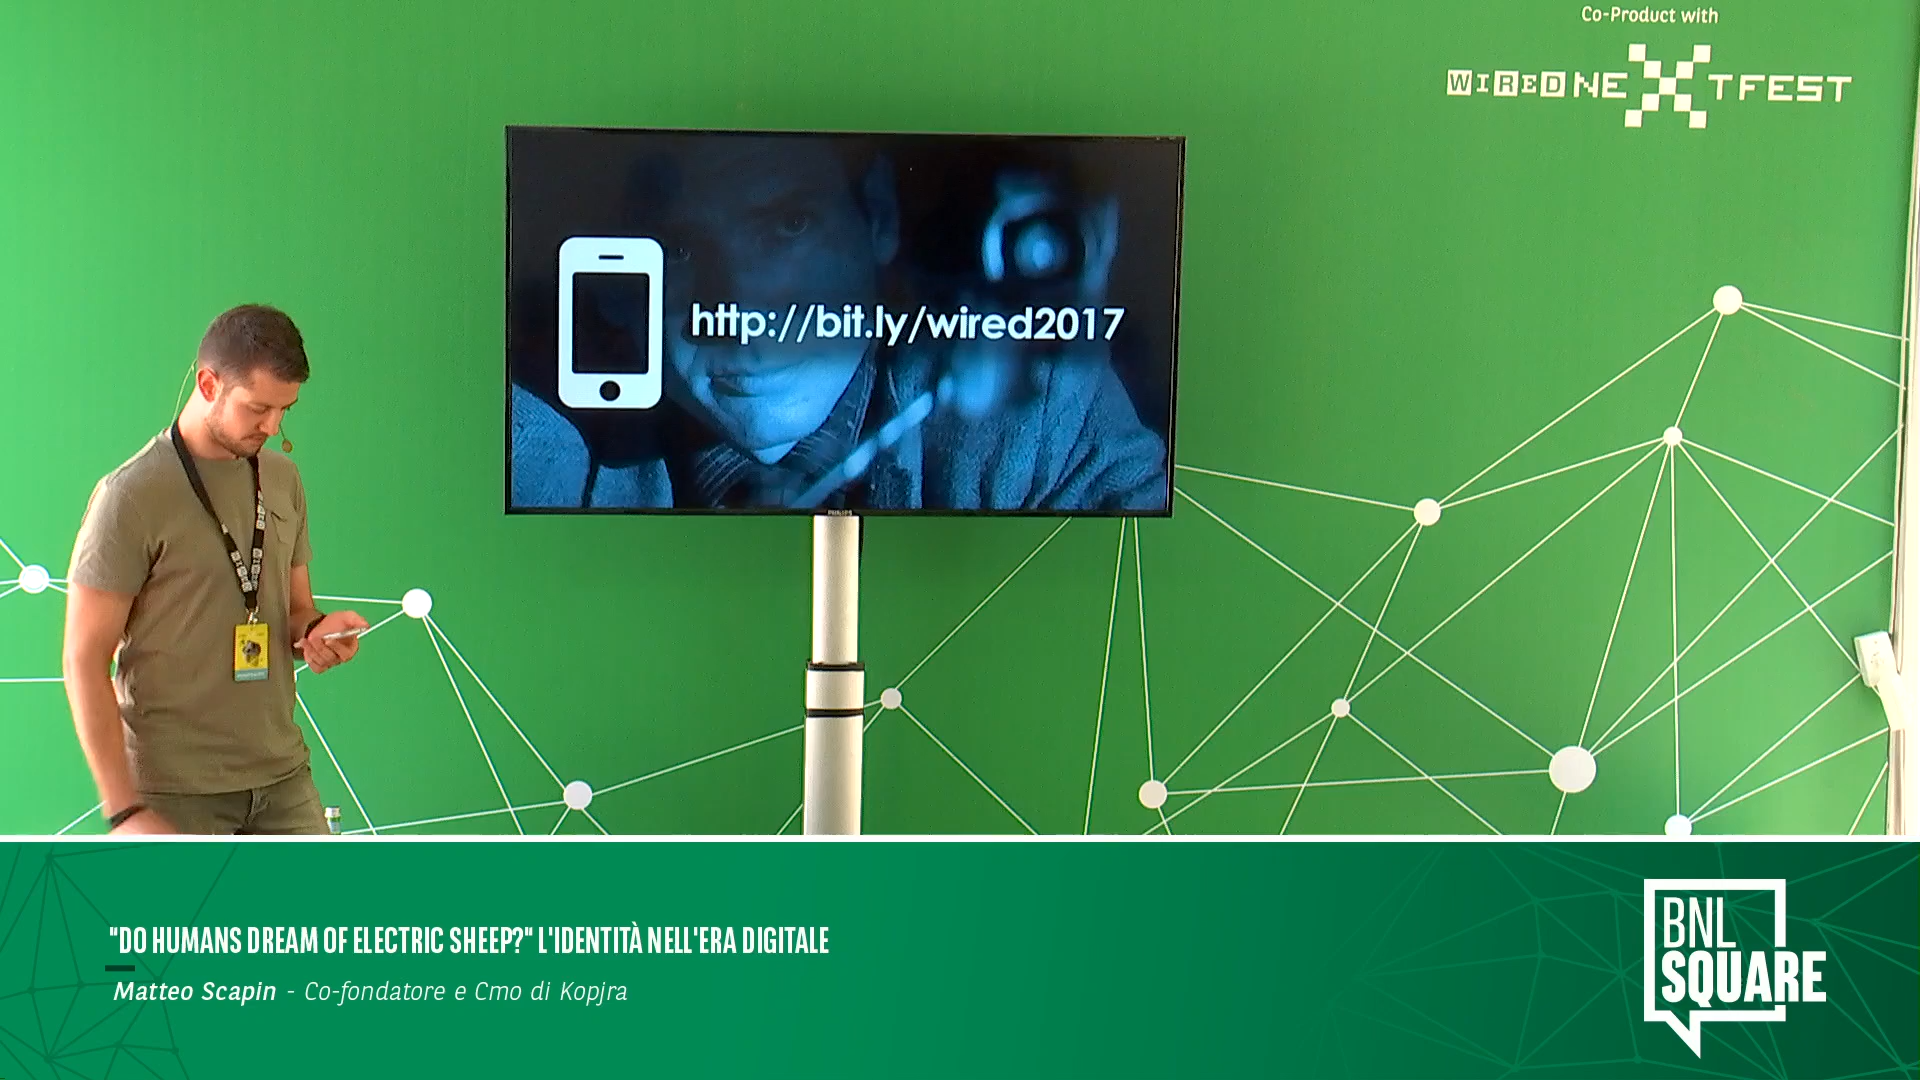 Co-Product with
WIRED NEXTFEST
http://bit.ly/wired2017
PHILIPS
"DO HUMANS DREAM OF ELECTRIC SHEEP?" L'IDENTITÀ NELL'ERA DIGITALE
Matteo Scapin - Co-fondatore e Cmo di Kopjra
BNL
SQUARE